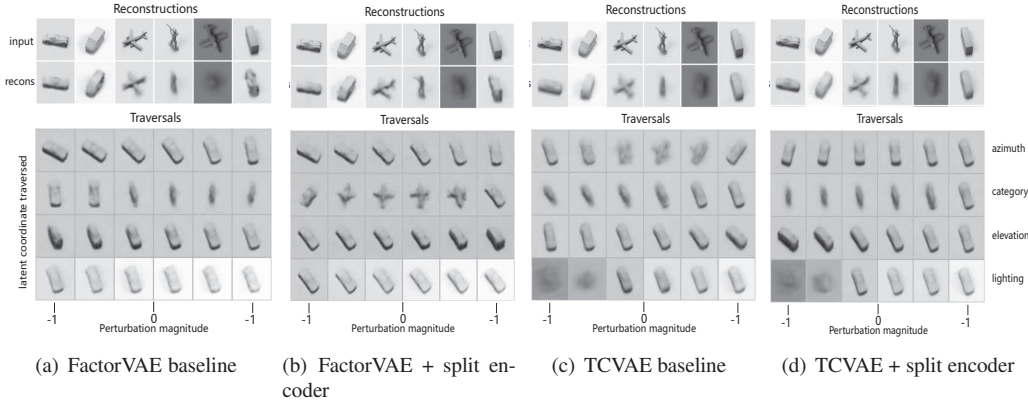 Reconstructions
input
recons
Traversals
latent coordinate traversed
-1
0
-1
Perturbation magnitude
(a) FactorVAE baseline
Reconstructions
Traversals
-1
0
-1
Perturbation magnitude
(b) FactorVAE + split en-
coder
Reconstructions
Traversals
-1
0
-1
Perturbation magnitude
(c) TCVAE baseline
Reconstructions
Traversals
azimuth
category
elevation
lighting
-1
0
-1
Perturbation magnitude
(d) TCVAE + split encoder